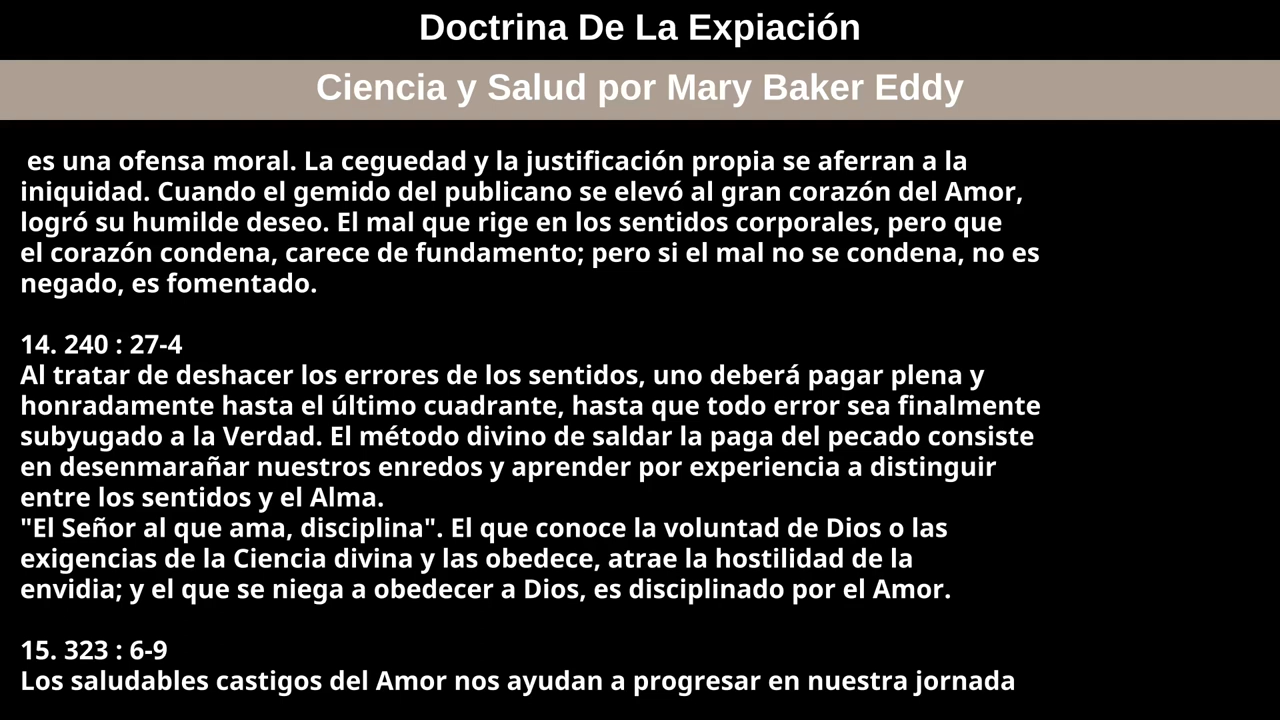 Doctrina De La Expiación
Ciencia y Salud por Mary Baker Eddy
es una ofensa moral. La ceguedad y la justificación propia se aferran a la
iniquidad. Cuando el gemido del publicano se elevó al gran corazón del Amor,
logró su humilde deseo. El mal que rige en los sentidos corporales, pero que
el corazón condena, carece de fundamento; pero si el mal no se condena, no es
negado, es fomentado.
14. 240 : 27-4
Al tratar de deshacer los errores de los sentidos, uno deberá pagar plena y
honradamente hasta el último cuadrante, hasta que todo error sea finalmente
subyugado a la Verdad. El método divino de saldar la paga del pecado consiste
en desenmarañar nuestros enredos y aprender por experiencia a distinguir
entre los sentidos y el Alma.
"El Señor al que ama, disciplina". El que conoce la voluntad de Dios o las
exigencias de la Ciencia divina y las obedece, atrae la hostilidad de la
envidia; y el que se niega a obedecer a Dios, es disciplinado por el Amor.
15. 323 : 6-9
Los saludables castigos del Amor nos ayudan a progresar en nuestra jornada